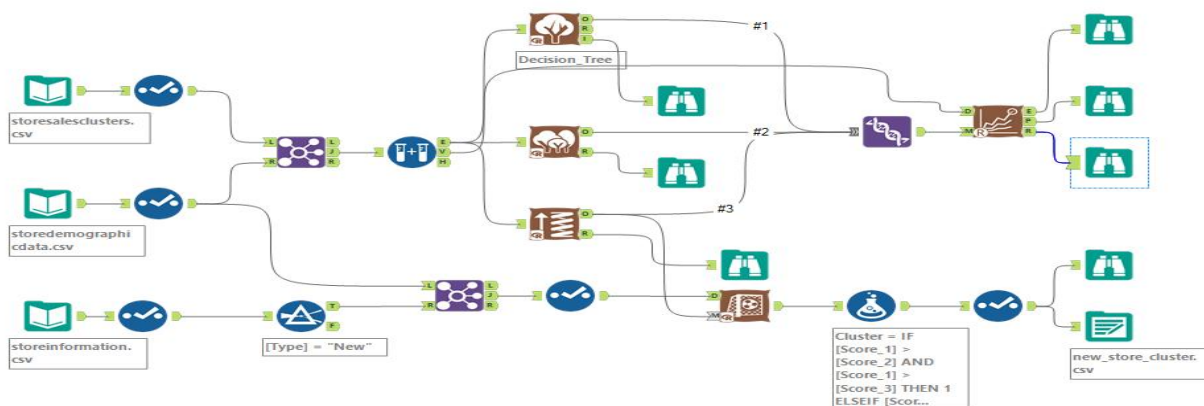 #1
O
R
I
Decision_Tree
E
P
R
D
M
R
storesalesclusters.
csv
L
R
L
J
R
E
V
H
O
R
#2
#3
O
R
storedemographi
cdata.csv
L
R
L
J
R
D
M
T
F
storeinformation.
csv
[Type] = "New"
Cluster = IF
[Score_1] >
[Score_2] AND
[Score_1] >
[Score_3] THEN 1
ELSEIF [Scor...
new_store_cluster.
csv